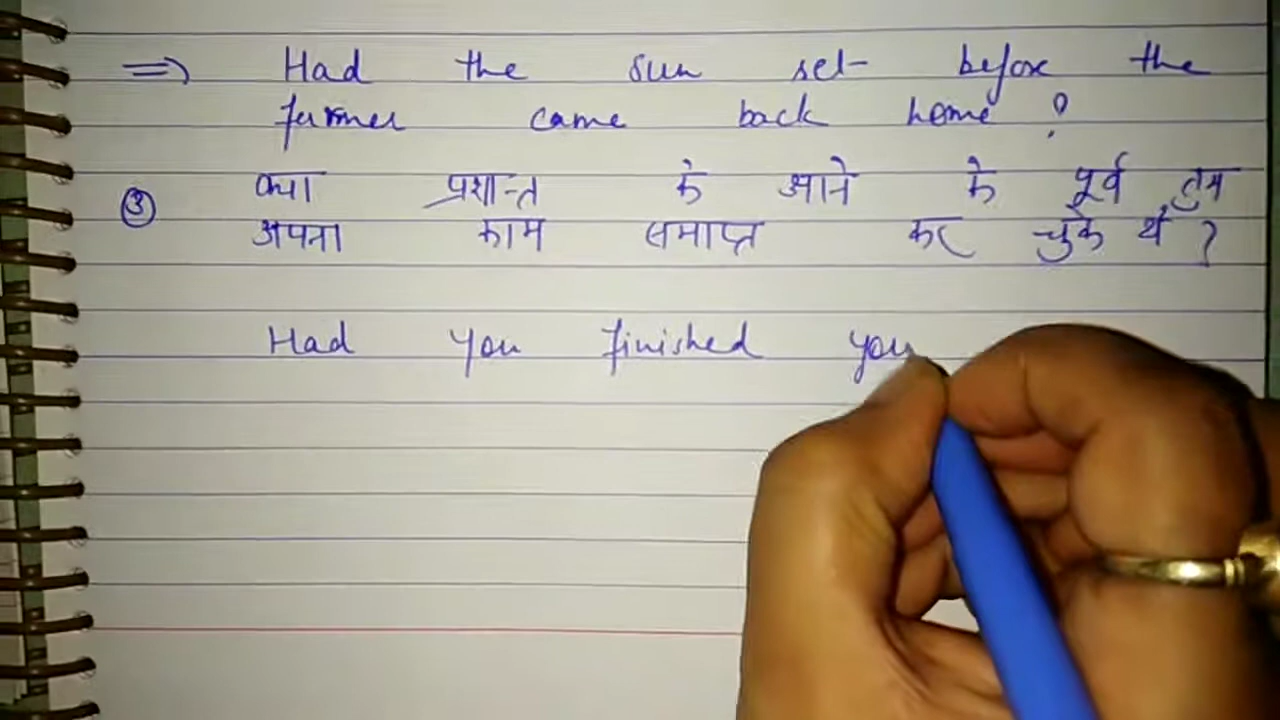 ⇒ Had the sun set before the
farmer came back home ?
③ क्या प्रशान्त के आने के पूर्व तुम
अपना काम समाप्त कर चुके थे ?
Had you finished you